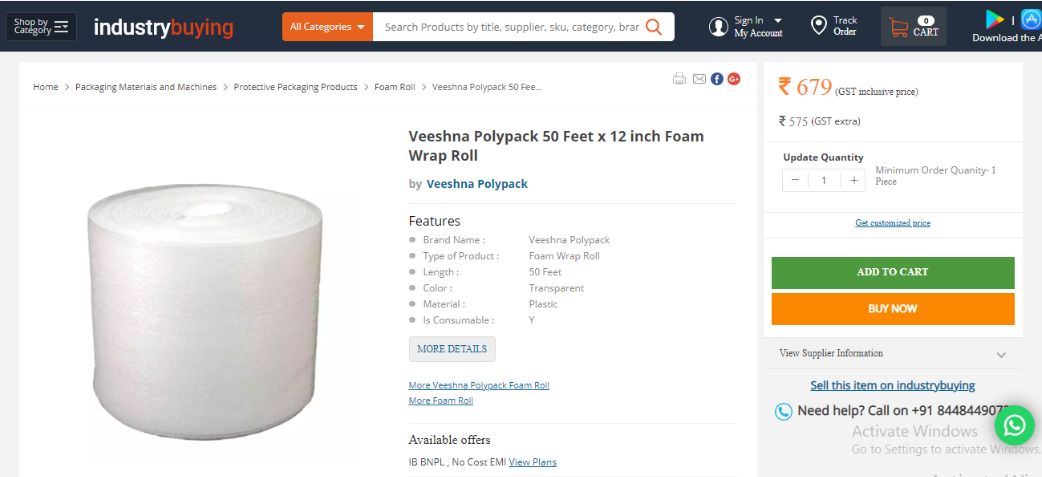 Shop by
Category
industrybuying
All Categories
Search Products by title, supplier, sku, category, brar
Sign In
My Account
Track
Order
0
CART
Download the A
Home > Packaging Materials and Machines > Protective Packaging Products > Foam Roll > Veeshna Polypack 50 Fee...
Veeshna Polypack 50 Feet x 12 inch Foam
Wrap Roll
by Veeshna Polypack
Features
Brand Name : Veeshna Polypack
Type of Product : Foam Wrap Roll
Length : 50 Feet
Color : Transparent
Material : Plastic
Is Consumable : Y
MORE DETAILS
More Veeshna Polypack Foam Roll
More Foam Roll
Available offers
IB BNPL , No Cost EMI View Plans
₹ 679 (GST inclusive price)
₹ 575 (GST extra)
Update Quantity
− 1 +
Minimum Order Quanity- 1
Piece
Get customized price
ADD TO CART
BUY NOW
View Supplier Information
Sell this item on industrybuying
Need help? Call on +91 844844907
Activate Windows
Go to Settings to activate Windows.